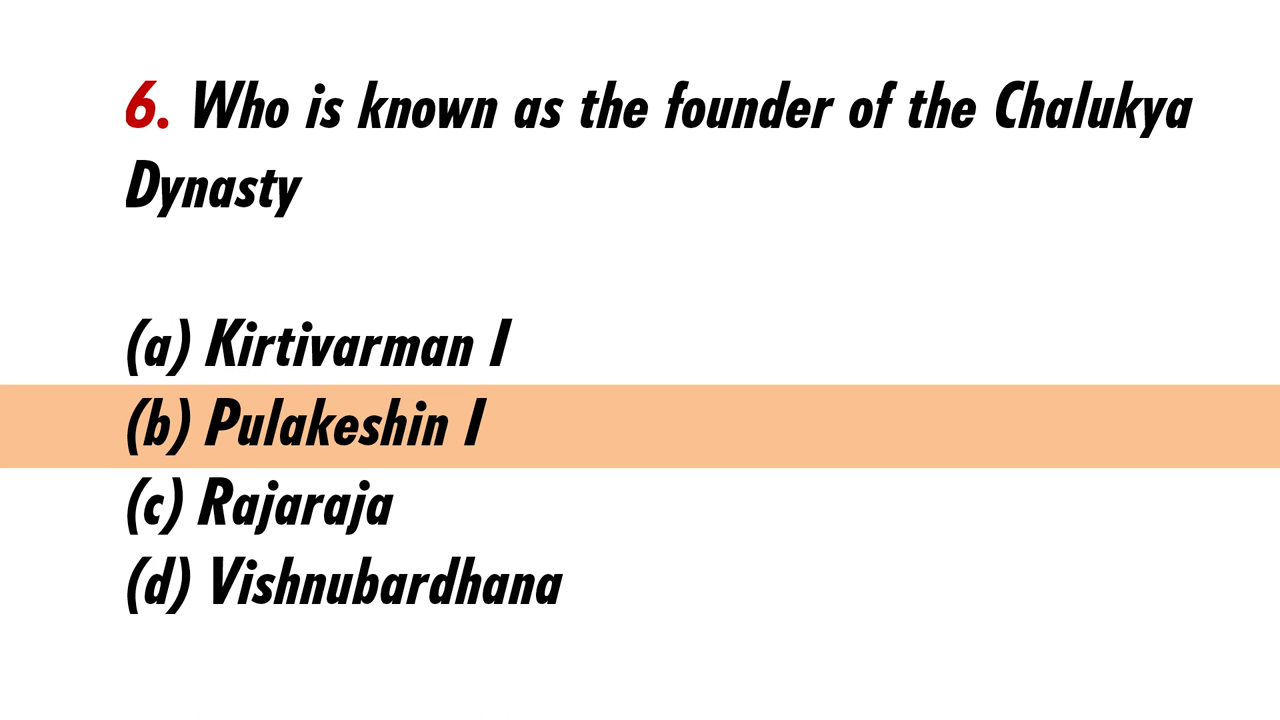 6. Who is known as the founder of the Chalukya
Dynasty
(a) Kirtivarman I
(b) Pulakeshin I
(c) Rajaraja
(d) Vishnubardhana